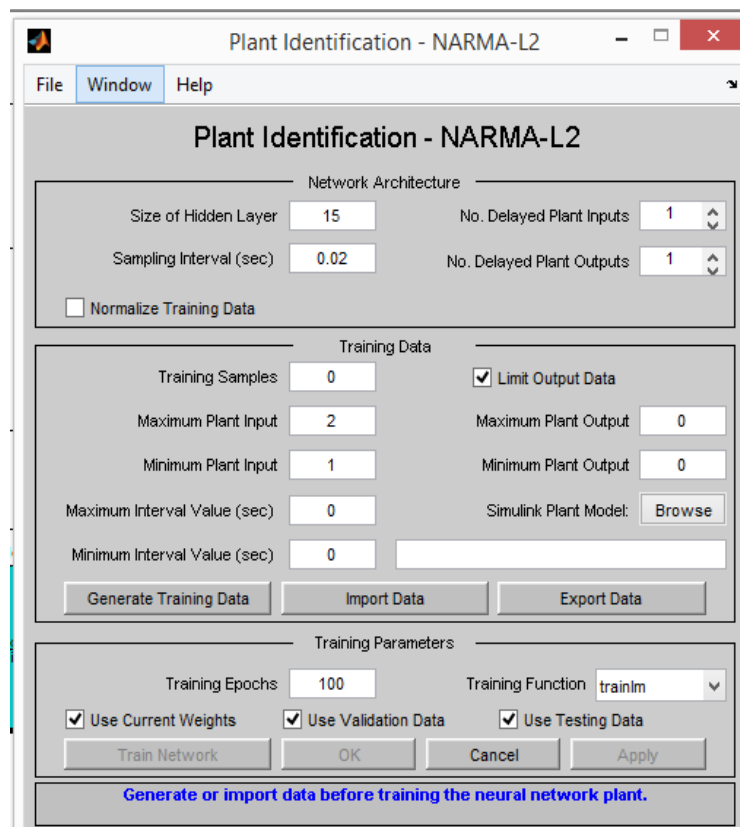 Plant Identification - NARMA-L2
File Window Help
Plant Identification - NARMA-L2
Network Architecture
Size of Hidden Layer 15 No. Delayed Plant Inputs 1
Sampling Interval (sec) 0.02 No. Delayed Plant Outputs 1
Normalize Training Data
Training Data
Training Samples 0 Limit Output Data
Maximum Plant Input 2 Maximum Plant Output 0
Minimum Plant Input 1 Minimum Plant Output 0
Maximum Interval Value (sec) 0 Simulink Plant Model: Browse
Minimum Interval Value (sec) 0
Generate Training Data Import Data Export Data
Training Parameters
Training Epochs 100 Training Function trainlm
Use Current Weights Use Validation Data Use Testing Data
Train Network OK Cancel Apply
Generate or import data before training the neural network plant.